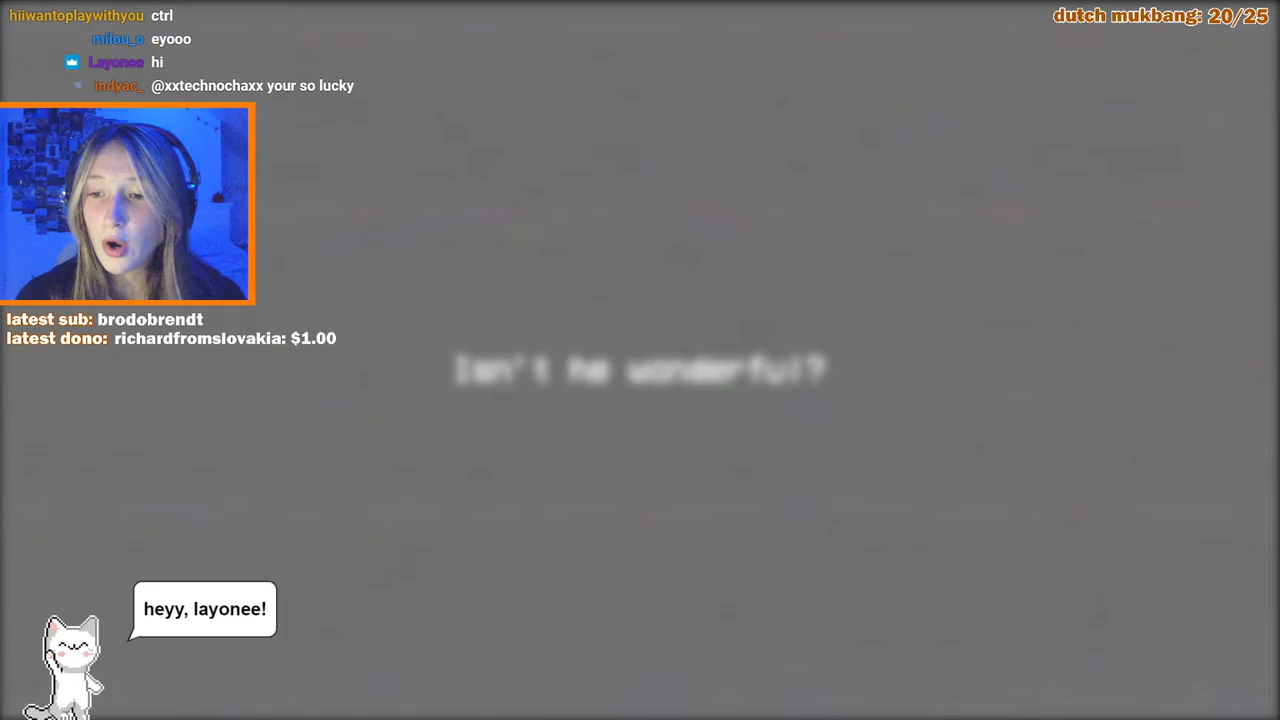 hiiwantoplaywithyou ctrl
milou_o eyooo
Layonee hi
indyac_ @xxtechnochaxx your so lucky
dutch mukbang: 20/25
latest sub: brodobrendt
latest dono: richardfromslovakia: $1.00
Isn't he wonderful?
heyy, layonee!